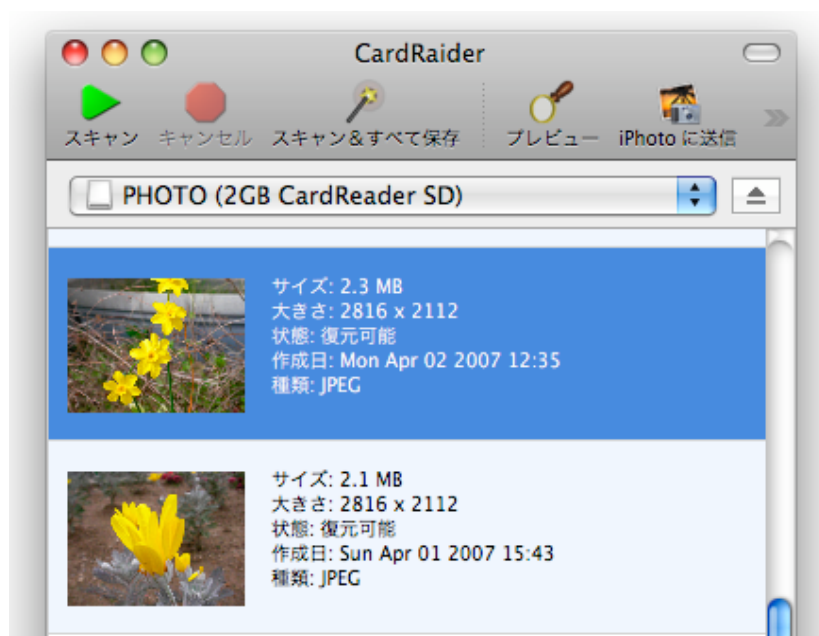 CardRaider
スキャン キャンセル スキャン&すべて保存 プレビュー iPhoto に送信
PHOTO (2GB CardReader SD)
サイズ: 2.3 MB
大きさ: 2816 x 2112
状態: 復元可能
作成日: Mon Apr 02 2007 12:35
種類: JPEG
サイズ: 2.1 MB
大きさ: 2816 x 2112
状態: 復元可能
作成日: Sun Apr 01 2007 15:43
種類: JPEG